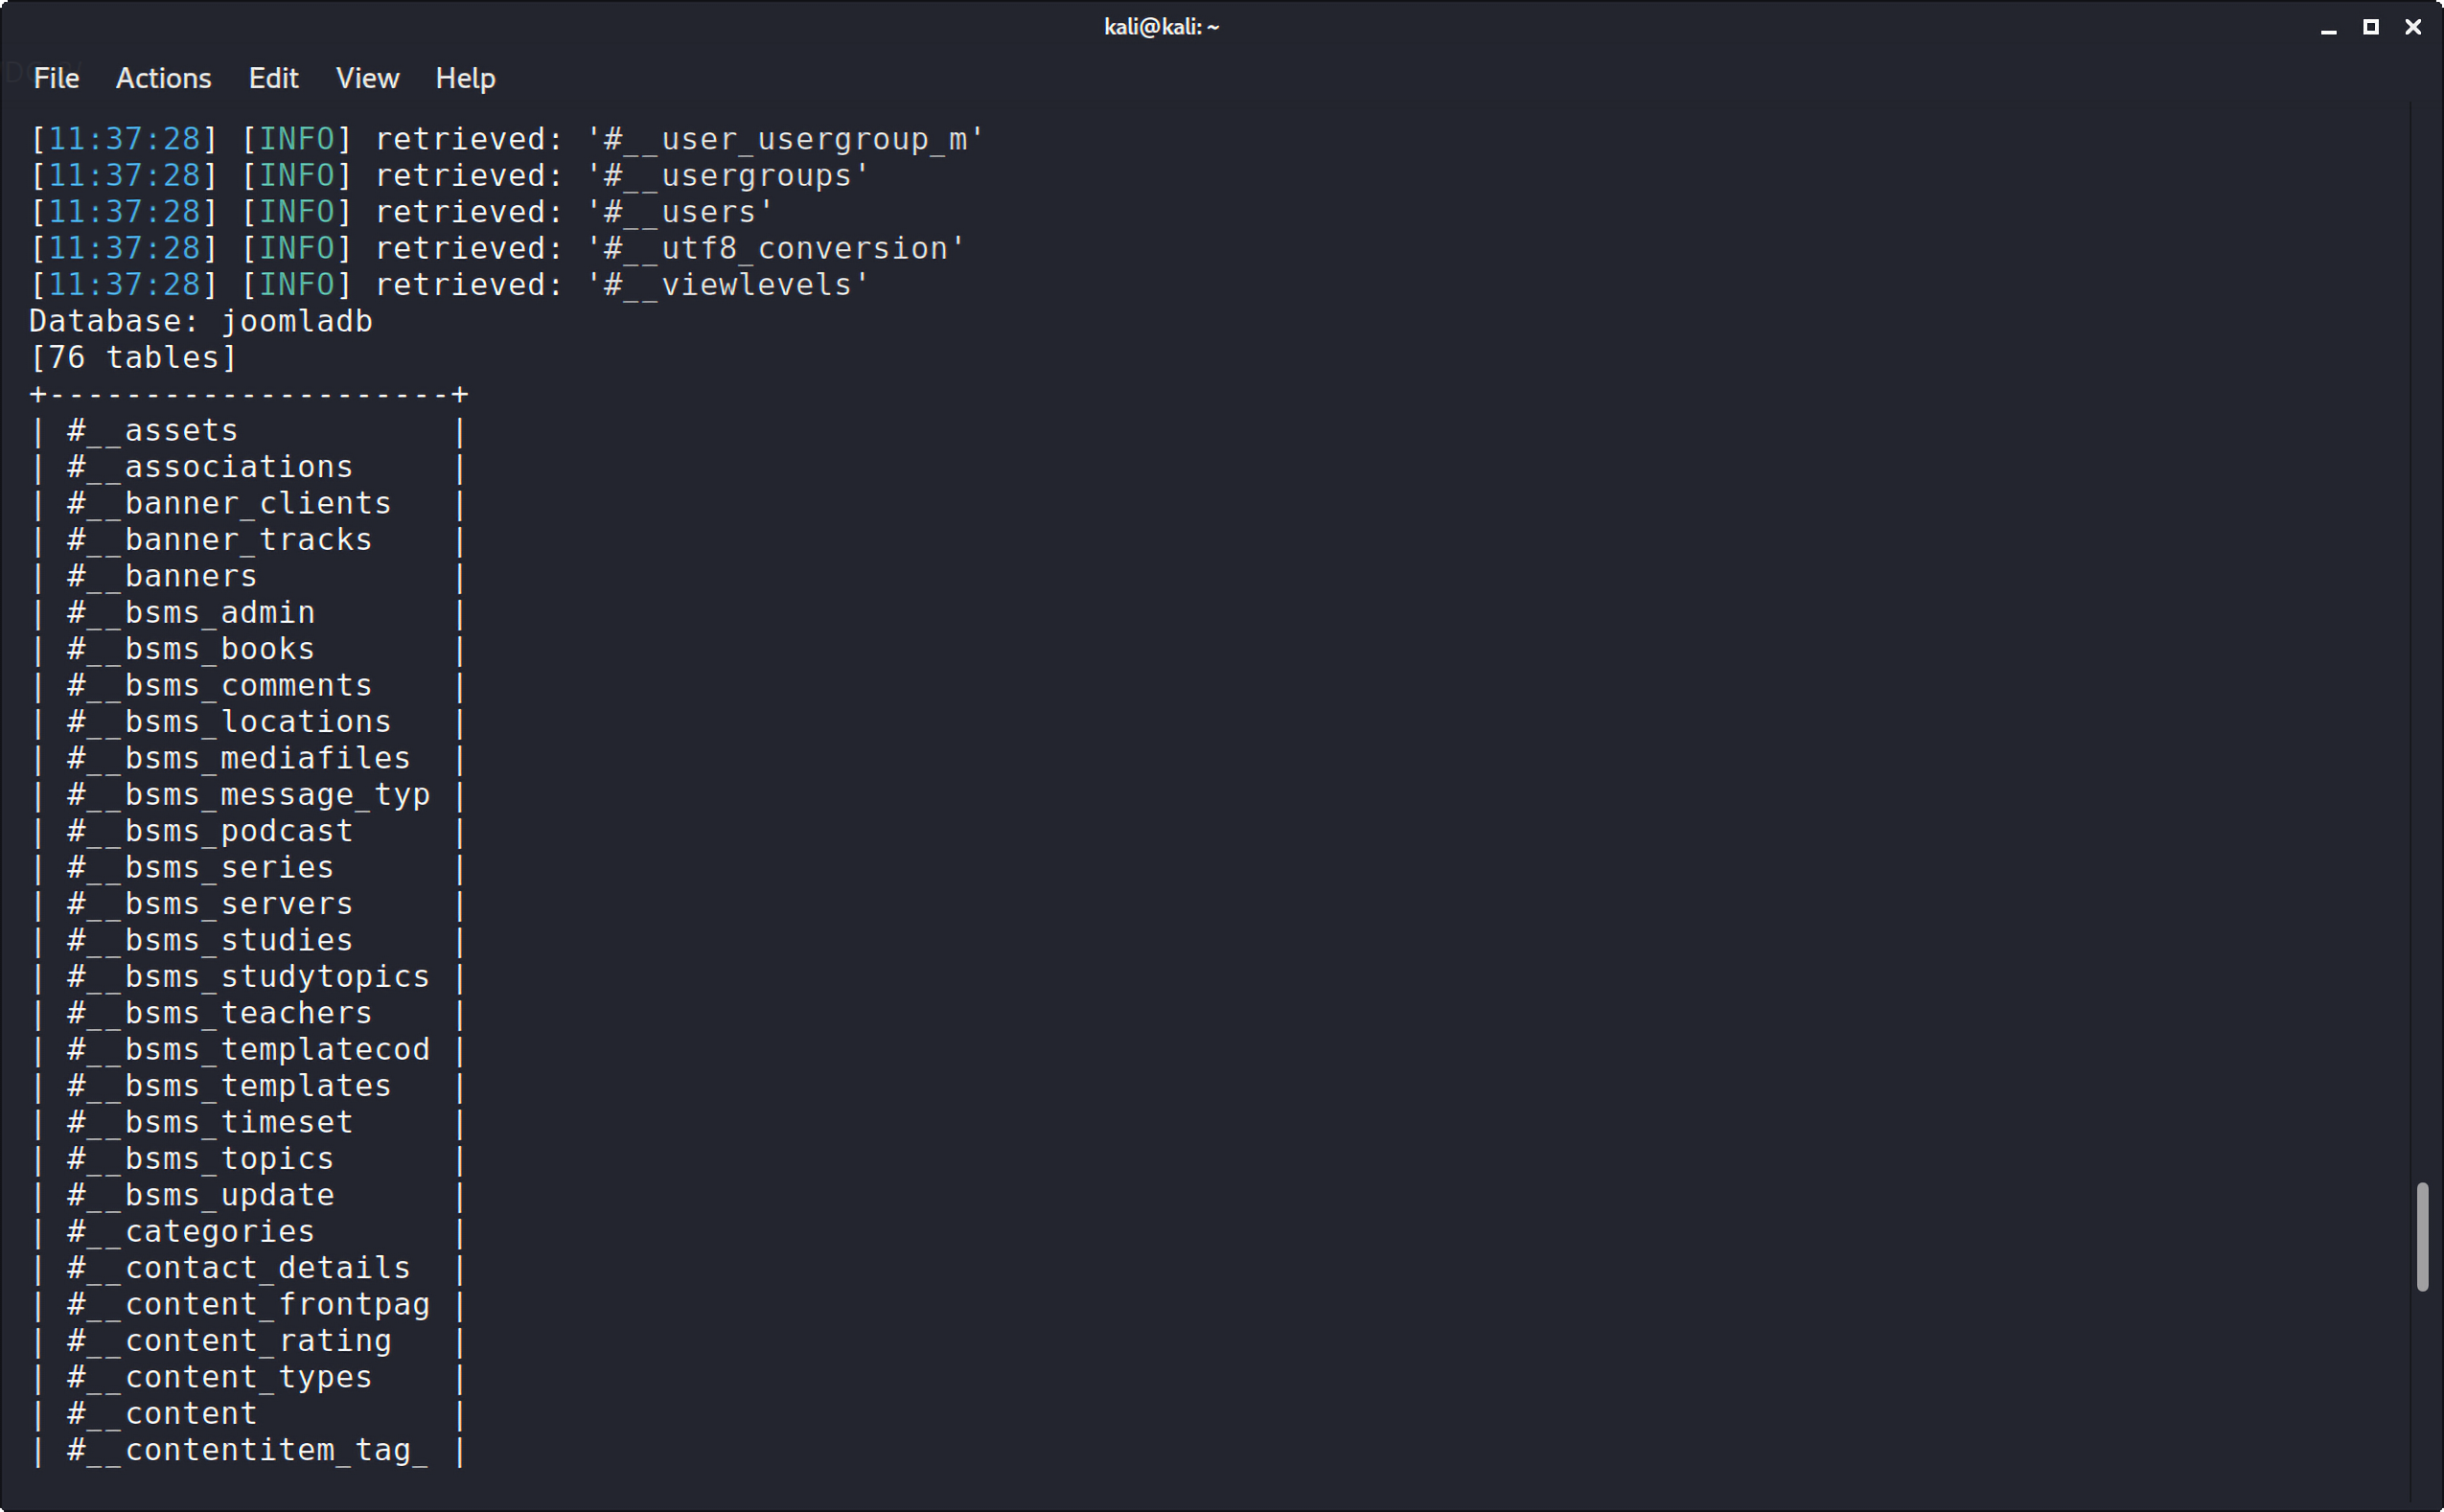 kali@kali: ~
File Actions Edit View Help
[11:37:28] [INFO] retrieved: '#__user_usergroup_m'
[11:37:28] [INFO] retrieved: '#__usergroups'
[11:37:28] [INFO] retrieved: '#__users'
[11:37:28] [INFO] retrieved: '#__utf8_conversion'
[11:37:28] [INFO] retrieved: '#__viewlevels'
Database: joomladb
[76 tables]
+---------------------+
| #__assets           |
| #__associations     |
| #__banner_clients   |
| #__banner_tracks    |
| #__banners          |
| #__bsms_admin       |
| #__bsms_books       |
| #__bsms_comments    |
| #__bsms_locations   |
| #__bsms_mediafiles  |
| #__bsms_message_typ |
| #__bsms_podcast     |
| #__bsms_series      |
| #__bsms_servers     |
| #__bsms_studies     |
| #__bsms_studytopics |
| #__bsms_teachers    |
| #__bsms_templatecod |
| #__bsms_templates   |
| #__bsms_timeset     |
| #__bsms_topics      |
| #__bsms_update      |
| #__categories       |
| #__contact_details  |
| #__content_frontpag |
| #__content_rating   |
| #__content_types    |
| #__content          |
| #__contentitem_tag_ |